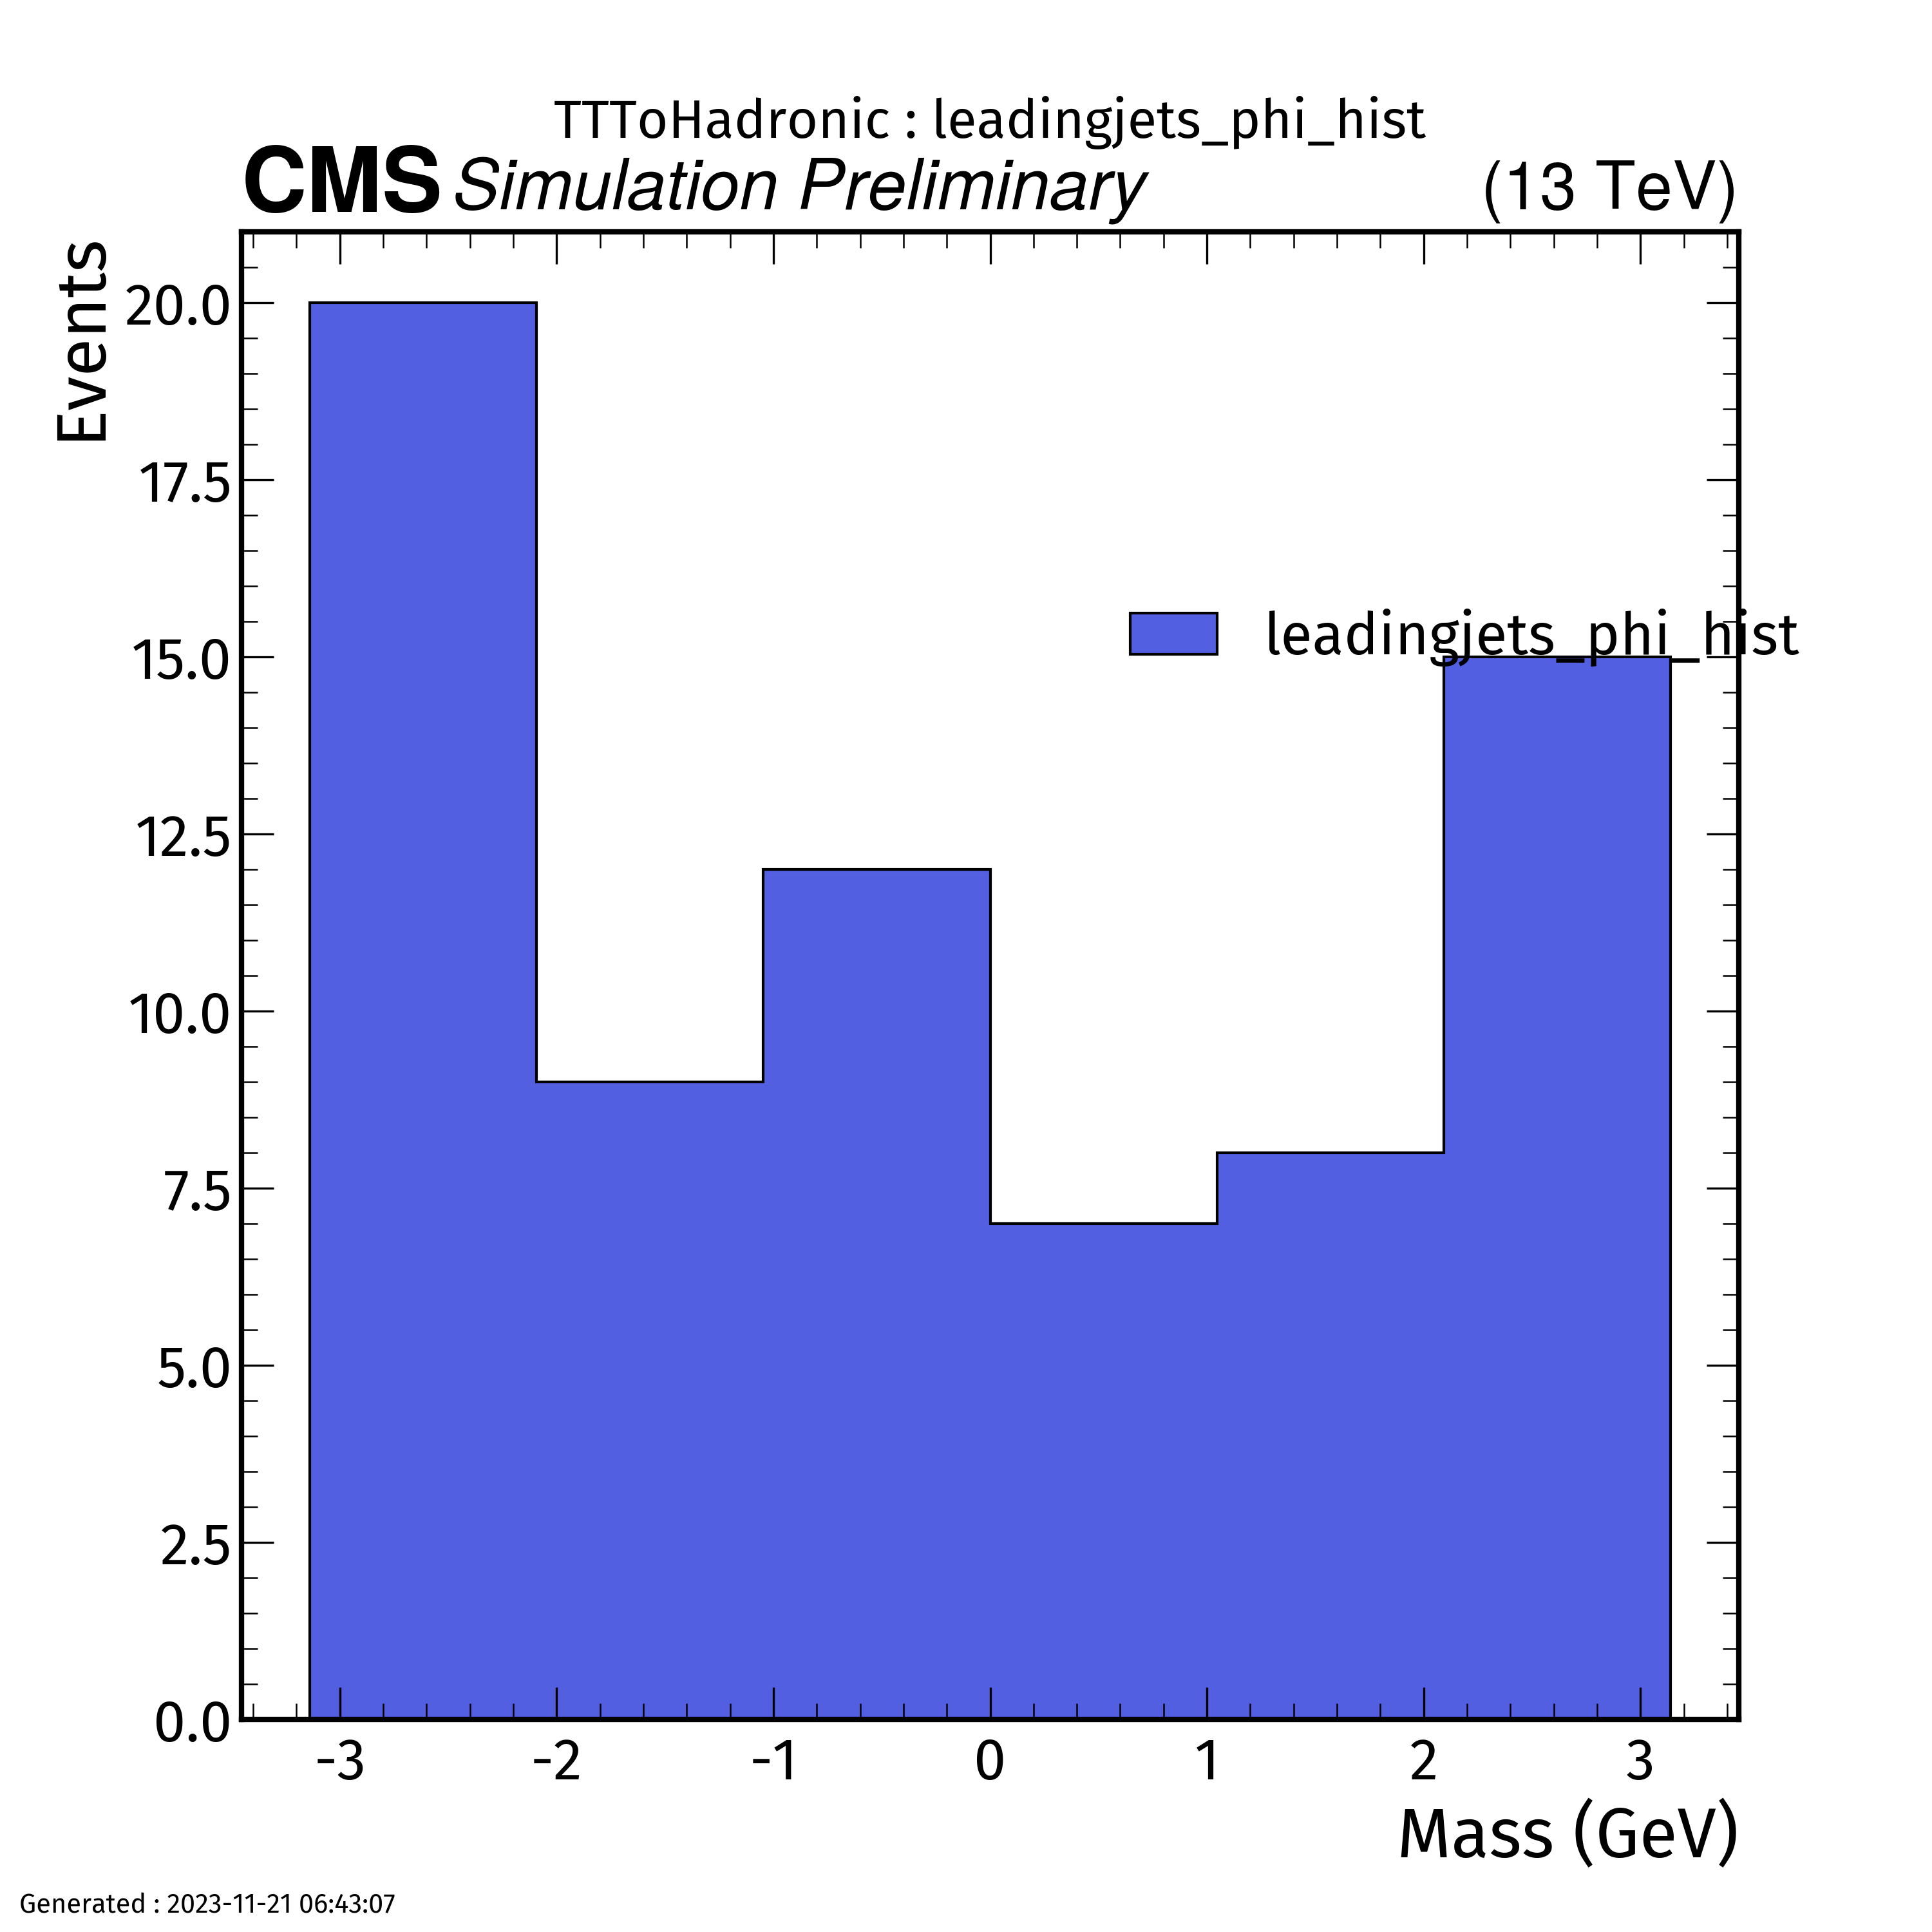 TTToHadronic : leadingjets_phi_hist
CMS Simulation Preliminary (13 TeV)
Events
20.0
17.5
leadingjets_phi_hist
15.0
12.5
10.0
7.5
5.0
2.5
0.0
-3 -2 -1 0 1 2 3
Mass (GeV)
Generated : 2023-11-21 06:43:07